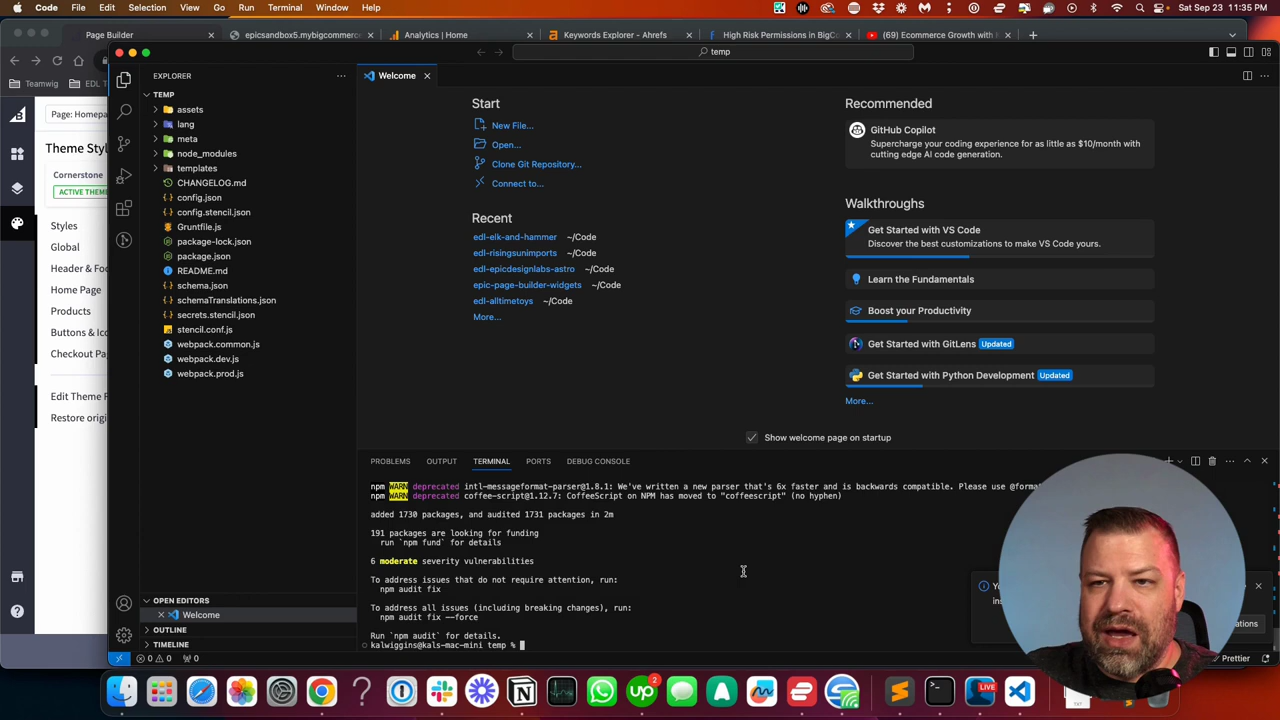 Code File Edit Selection View Go Run Terminal Window Help
Sat Sep 23 11:35 PM
Page Builder
epicsandbox5.mybigcommerce
Analytics | Home
Keywords Explorer - Ahrefs
High Risk Permissions in BigCo
(69) Ecommerce Growth with
temp
Teamwig
EDL T
EXPLORER
Welcome
Page: Homepa
Theme Styl
Cornerstone
ACTIVE THEME
Styles
Global
Header & Foo
Home Page
Products
Buttons & Ico
Checkout Pag
Edit Theme F
Restore origi
TEMP
assets
lang
meta
node_modules
templates
CHANGELOG.md
config.json
config.stencil.json
Gruntfile.js
package-lock.json
package.json
README.md
schema.json
schemaTranslations.json
secrets.stencil.json
stencil.conf.js
webpack.common.js
webpack.dev.js
webpack.prod.js
OPEN EDITORS
Welcome
OUTLINE
TIMELINE
Start
New File...
Open...
Clone Git Repository...
Connect to...
Recent
edl-elk-and-hammer ~/Code
edl-risingsunimports ~/Code
edl-epicdesignlabs-astro ~/Code
epic-page-builder-widgets ~/Code
edl-alltimetoys ~/Code
More...
Recommended
GitHub Copilot
Supercharge your coding experience for as little as $10/month with
cutting edge AI code generation.
Walkthroughs
Get Started with VS Code
Discover the best customizations to make VS Code yours.
Learn the Fundamentals
Boost your Productivity
Get Started with GitLens Updated
Get Started with Python Development Updated
More...
Show welcome page on startup
PROBLEMS OUTPUT TERMINAL PORTS DEBUG CONSOLE
npm WARN deprecated intl-messageformat-parser@1.8.1: We've written a new parser that's 6x faster and is backwards compatible. Please use @form
npm WARN deprecated coffee-script@1.12.7: CoffeeScript on NPM has moved to "coffeescript" (no hyphen)
added 1730 packages, and audited 1731 packages in 2m
191 packages are looking for funding
run `npm fund` for details
6 moderate severity vulnerabilities
To address issues that do not require attention, run:
npm audit fix
To address all issues (including breaking changes), run:
npm audit fix --force
Run `npm audit` for details.
kalwiggins@kals-mac-mini temp %
0 0 0
Prettier
2
LIVE